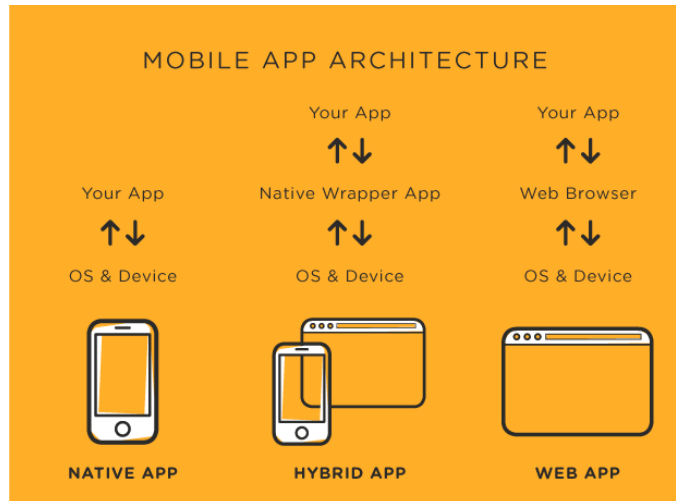 MOBILE APP ARCHITECTURE
Your App
Your App
Your App
Native Wrapper App
Web Browser
OS & Device
OS & Device
OS & Device
NATIVE APP
HYBRID APP
WEB APP